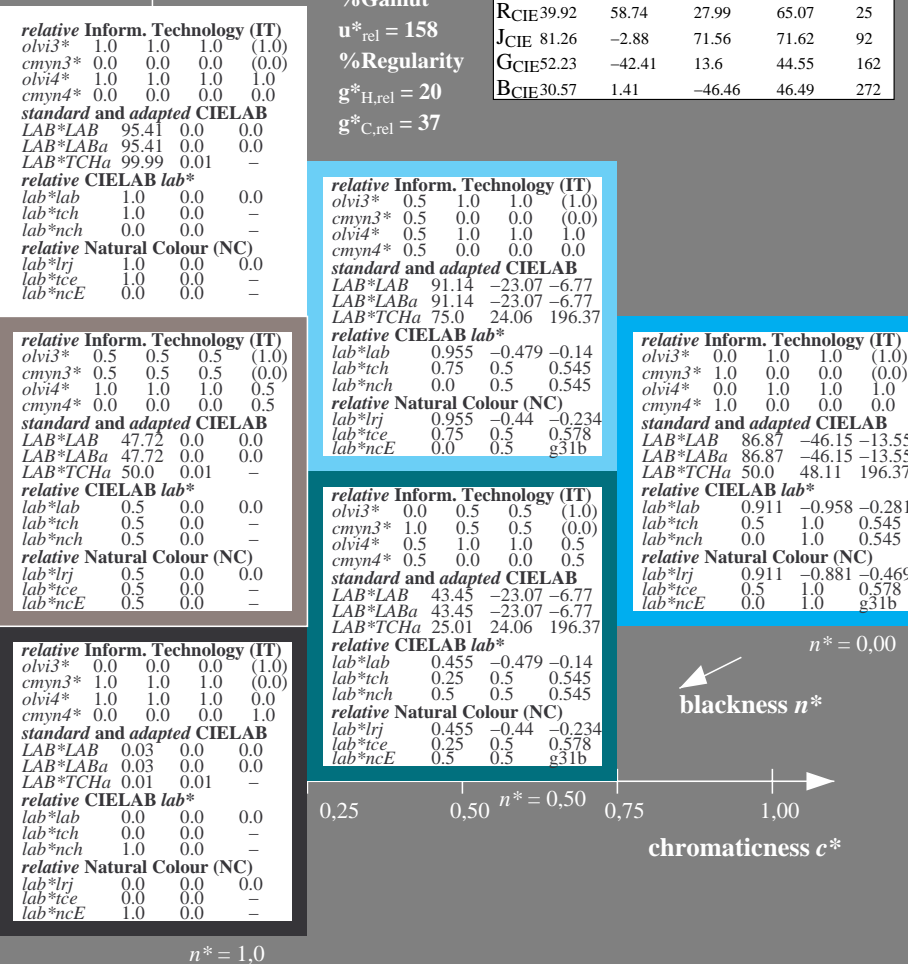 %Gamut
u*rel = 158
%Regularity
g*H,rel = 20
g*C,rel = 37
RCIE 39.92 58.74 27.99 65.07 25
JCIE 81.26 −2.88 71.56 71.62 92
GCIE 52.23 −42.41 13.6 44.55 162
BCIE 30.57 1.41 −46.46 46.49 272
relative Inform. Technology (IT)
olvi3* 1.0 1.0 1.0 (1.0)
cmyn3* 0.0 0.0 0.0 (0.0)
olvi4* 1.0 1.0 1.0 1.0
cmyn4* 0.0 0.0 0.0 0.0
standard and adapted CIELAB
LAB*LAB 95.41 0.0 0.0
LAB*LABa 95.41 0.0 0.0
LAB*TCHa 99.99 0.01 –
relative CIELAB lab*
lab*lab 1.0 0.0 0.0
lab*tch 1.0 0.0 –
lab*nch 0.0 0.0 –
relative Natural Colour (NC)
lab*lrj 1.0 0.0 0.0
lab*tce 1.0 0.0 –
lab*ncE 0.0 0.0 –
relative Inform. Technology (IT)
olvi3* 0.5 1.0 1.0 (1.0)
cmyn3* 0.5 0.0 0.0 (0.0)
olvi4* 0.5 1.0 1.0 1.0
cmyn4* 0.5 0.0 0.0 0.0
standard and adapted CIELAB
LAB*LAB 91.14 −23.07 −6.77
LAB*LABa 91.14 −23.07 −6.77
LAB*TCHa 75.0 24.06 196.37
relative CIELAB lab*
lab*lab 0.955 −0.479 −0.14
lab*tch 0.75 0.5 0.545
lab*nch 0.0 0.5 0.545
relative Natural Colour (NC)
lab*lrj 0.955 −0.44 −0.234
lab*tce 0.75 0.5 0.578
lab*ncE 0.0 0.5 g31b
relative Inform. Technology (IT)
olvi3* 0.5 0.5 0.5 (1.0)
cmyn3* 0.5 0.5 0.5 (0.0)
olvi4* 1.0 1.0 1.0 0.5
cmyn4* 0.0 0.0 0.0 0.5
standard and adapted CIELAB
LAB*LAB 47.72 0.0 0.0
LAB*LABa 47.72 0.0 0.0
LAB*TCHa 50.0 0.01 –
relative CIELAB lab*
lab*lab 0.5 0.0 0.0
lab*tch 0.5 0.0 –
lab*nch 0.5 0.0 –
relative Natural Colour (NC)
lab*lrj 0.5 0.0 0.0
lab*tce 0.5 0.0 –
lab*ncE 0.5 0.0 –
relative Inform. Technology (IT)
olvi3* 0.0 1.0 1.0 (1.0)
cmyn3* 1.0 0.0 0.0 (0.0)
olvi4* 0.0 1.0 1.0 1.0
cmyn4* 1.0 0.0 0.0 0.0
standard and adapted CIELAB
LAB*LAB 86.87 −46.15 −13.55
LAB*LABa 86.87 −46.15 −13.55
LAB*TCHa 50.0 48.11 196.37
relative CIELAB lab*
lab*lab 0.911 −0.958 −0.281
lab*tch 0.5 1.0 0.545
lab*nch 0.0 1.0 0.545
relative Natural Colour (NC)
lab*lrj 0.911 −0.881 −0.469
lab*tce 0.5 1.0 0.578
lab*ncE 0.0 1.0 g31b
relative Inform. Technology (IT)
olvi3* 0.0 0.5 0.5 (1.0)
cmyn3* 1.0 0.5 0.5 (0.0)
olvi4* 0.5 1.0 1.0 0.5
cmyn4* 0.5 0.0 0.0 0.5
standard and adapted CIELAB
LAB*LAB 43.45 −23.07 −6.77
LAB*LABa 43.45 −23.07 −6.77
LAB*TCHa 25.01 24.06 196.37
relative CIELAB lab*
lab*lab 0.455 −0.479 −0.14
lab*tch 0.25 0.5 0.545
lab*nch 0.5 0.5 0.545
relative Natural Colour (NC)
lab*lrj 0.455 −0.44 −0.234
lab*tce 0.25 0.5 0.578
lab*ncE 0.5 0.5 g31b
relative Inform. Technology (IT)
olvi3* 0.0 0.0 0.0 (1.0)
cmyn3* 1.0 1.0 1.0 (0.0)
olvi4* 1.0 1.0 1.0 0.0
cmyn4* 0.0 0.0 0.0 1.0
standard and adapted CIELAB
LAB*LAB 0.03 0.0 0.0
LAB*LABa 0.03 0.0 0.0
LAB*TCHa 0.01 0.01 –
relative CIELAB lab*
lab*lab 0.0 0.0 0.0
lab*tch 0.0 0.0 –
lab*nch 1.0 0.0 –
relative Natural Colour (NC)
lab*lrj 0.0 0.0 0.0
lab*tce 0.0 0.0 –
lab*ncE 1.0 0.0 –
n* = 0,00
blackness n*
0,25 0,50 n* = 0,50 0,75 1,00
chromaticness c*
n* = 1,0